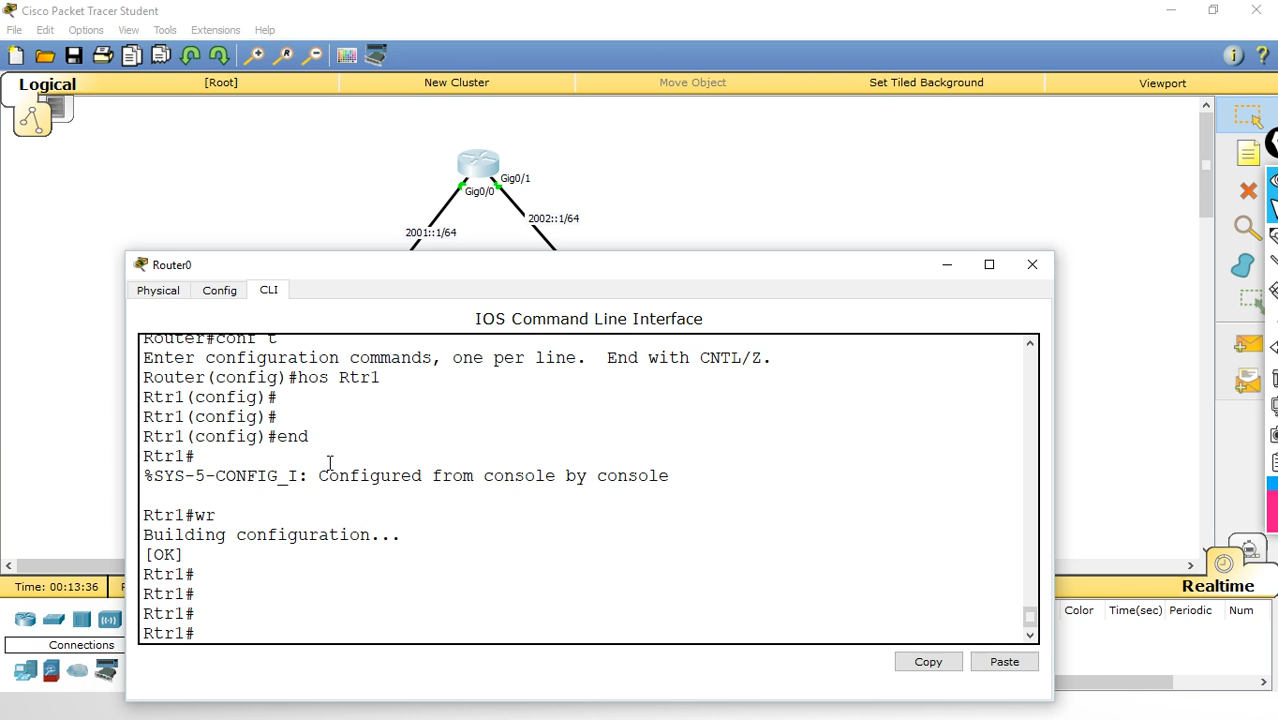 Cisco Packet Tracer Student
File Edit Options View Tools Extensions Help
Logical [Root] New Cluster Move Object Set Tiled Background Viewport
Gig0/1
Gig0/0
2002::1/64
2001::1/64
Router0
Physical Config CLI
IOS Command Line Interface
Router#conf t
Enter configuration commands, one per line.  End with CNTL/Z.
Router(config)#hos Rtr1
Rtr1(config)#
Rtr1(config)#
Rtr1(config)#end
Rtr1#
%SYS-5-CONFIG_I: Configured from console by console
Rtr1#wr
Building configuration...
[OK]
Rtr1#
Rtr1#
Rtr1#
Rtr1#
Time: 00:13:36
Realtime
Color Time(sec) Periodic Num
Connections
Copy Paste